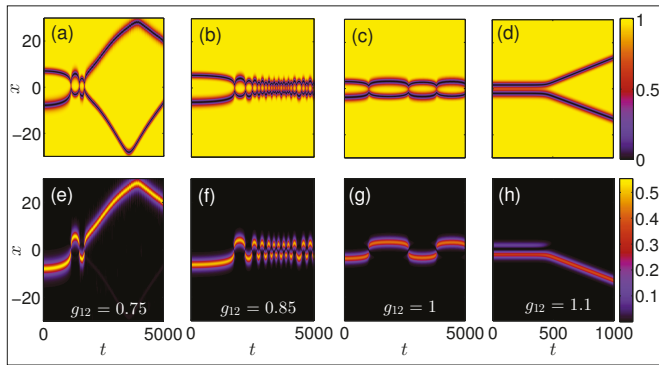 (a) (b) (c) (d)
20
x 0
−20
1
0.5
0
(e) (f) (g) (h)
20
x 0
−20
g₁₂ = 0.75 g₁₂ = 0.85 g₁₂ = 1 g₁₂ = 1.1
0.5
0.4
0.3
0.2
0.1
0 5000 0 5000 0 5000 0 500 1000
t t t t